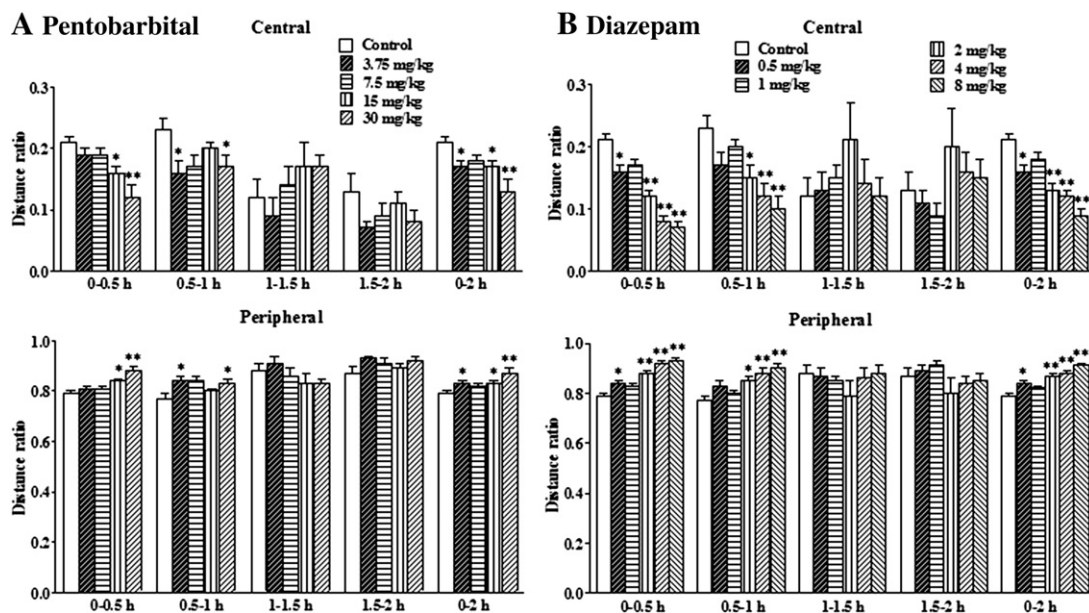 A Pentobarbital
Central
Control
3.75 mg/kg
7.5 mg/kg
15 mg/kg
30 mg/kg
Distance ratio
0.3
0.2
0.1
0.0
* ** * * * * **
0-0.5 h 0.5-1 h 1-1.5 h 1.5-2 h 0-2 h
Peripheral
Distance ratio
1.0
0.8
0.6
0.4
0.2
0.0
* ** * * * * **
0-0.5 h 0.5-1 h 1-1.5 h 1.5-2 h 0-2 h
B Diazepam
Central
Control
0.5 mg/kg
1 mg/kg
2 mg/kg
4 mg/kg
8 mg/kg
Distance ratio
0.3
0.2
0.1
0.0
* ** ** ** * ** ** * ** ** **
0-0.5 h 0.5-1 h 1-1.5 h 1.5-2 h 0-2 h
Peripheral
Distance ratio
1.0
0.8
0.6
0.4
0.2
0.0
* ** ** ** * ** ** * ** ** **
0-0.5 h 0.5-1 h 1-1.5 h 1.5-2 h 0-2 h